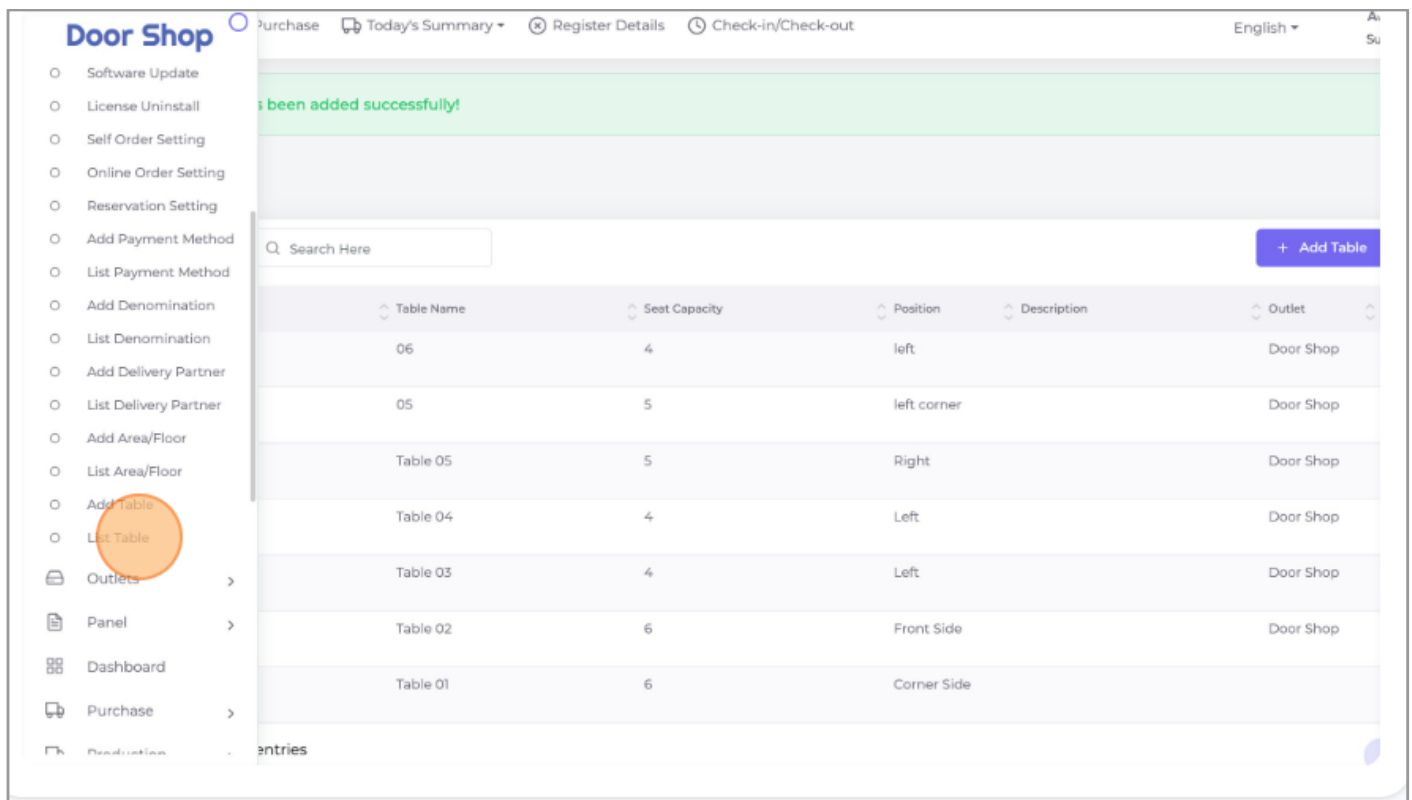 Door Shop
Purchase Today's Summary Register Details Check-in/Check-out English
Software Update
License Uninstall
Self Order Setting
Online Order Setting
Reservation Setting
Add Payment Method
List Payment Method
Add Denomination
List Denomination
Add Delivery Partner
List Delivery Partner
Add Area/Floor
List Area/Floor
Add Table
List Table
Outlets
Panel
Dashboard
Purchase
Production
been added successfully!
Search Here
+ Add Table
Table Name Seat Capacity Position Description Outlet
06 4 left Door Shop
05 5 left corner Door Shop
Table 05 5 Right Door Shop
Table 04 4 Left Door Shop
Table 03 4 Left Door Shop
Table 02 6 Front Side Door Shop
Table 01 6 Corner Side
entries